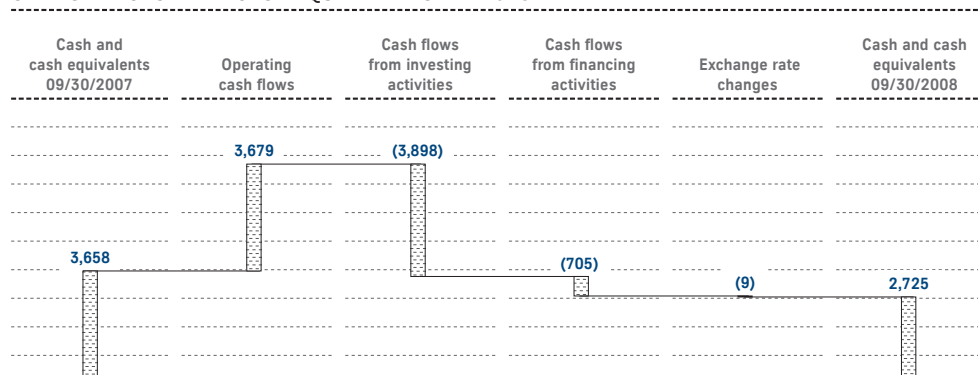 Cash and
cash equivalents
09/30/2007
Operating
cash flows
Cash flows
from investing
activities
Cash flows
from financing
activities
Exchange rate
changes
Cash and cash
equivalents
09/30/2008
3,658
3,679
(3,898)
(705)
(9)
2,725